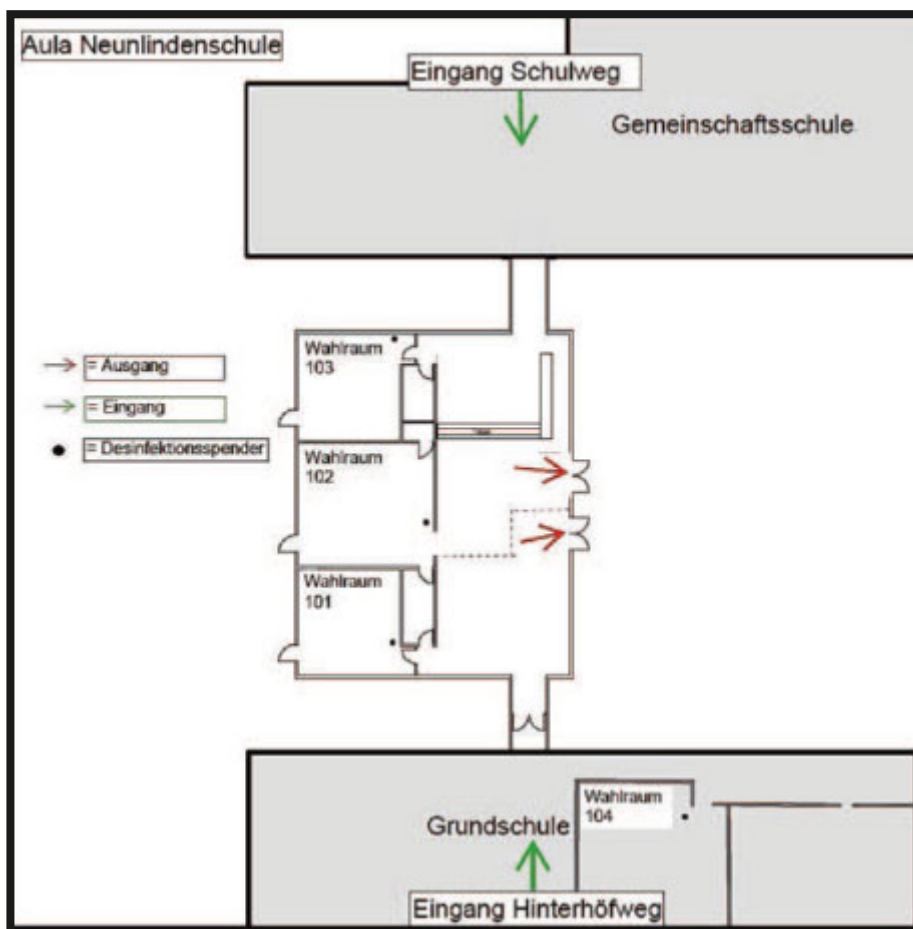 Aula Neunlindenschule
Eingang Schulweg
Gemeinschaftsschule
Wahlraum
103
= Ausgang
= Eingang
= Desinfektionsspender
Wahlraum
102
Wahlraum
101
Wahlraum
104
Grundschule
Eingang Hinterhöfweg